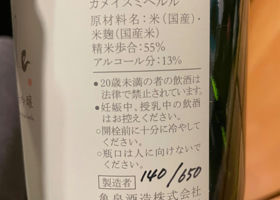 カメイズミベルル
原材料名：米（国産）・
米麹（国産米）
精米歩合：55%
アルコール分：13%
●20歳未満の者の飲酒は
法律で禁止されています。
●妊娠中、授乳中の飲酒
はお控えください。
○開栓前に十分に冷やして
ください。
○瓶口は人に向けないで
ください。
140/650
製造者
亀泉酒造株式会社